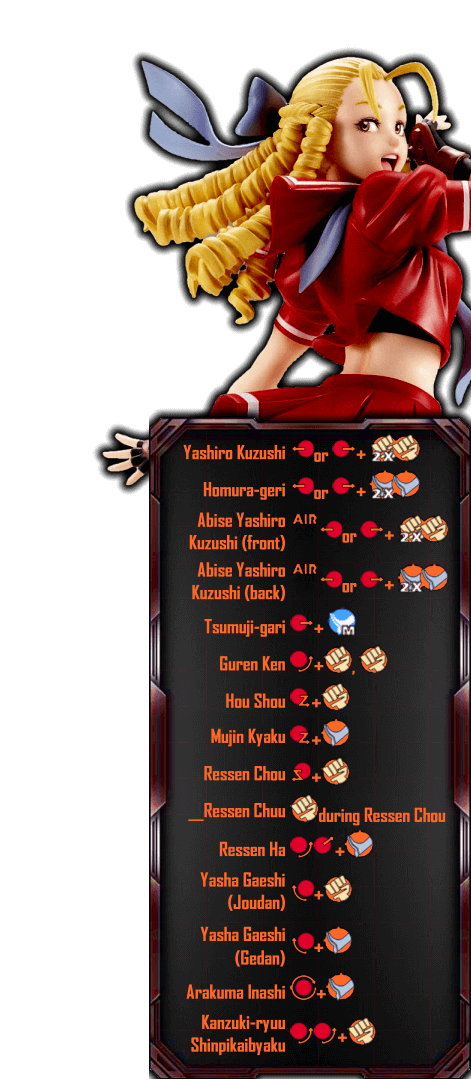 Yashiro Kuzushi or + 2X
Homura-geri or + 2X
Abise Yashiro AIR
Kuzushi (front) or + 2X
Abise Yashiro AIR
Kuzushi (back) or + 2X
Tsumuji-gari + M
Guren Ken + ,
Hou Shou +
Mujin Kyaku +
Ressen Chou +
__Ressen Chuu during Ressen Chou
Ressen Ha +
Yasha Gaeshi
(Joudan) +
Yasha Gaeshi
(Gedan) +
Arakuma Inashi +
Kanzuki-ryuu
Shinpikaibyaku +